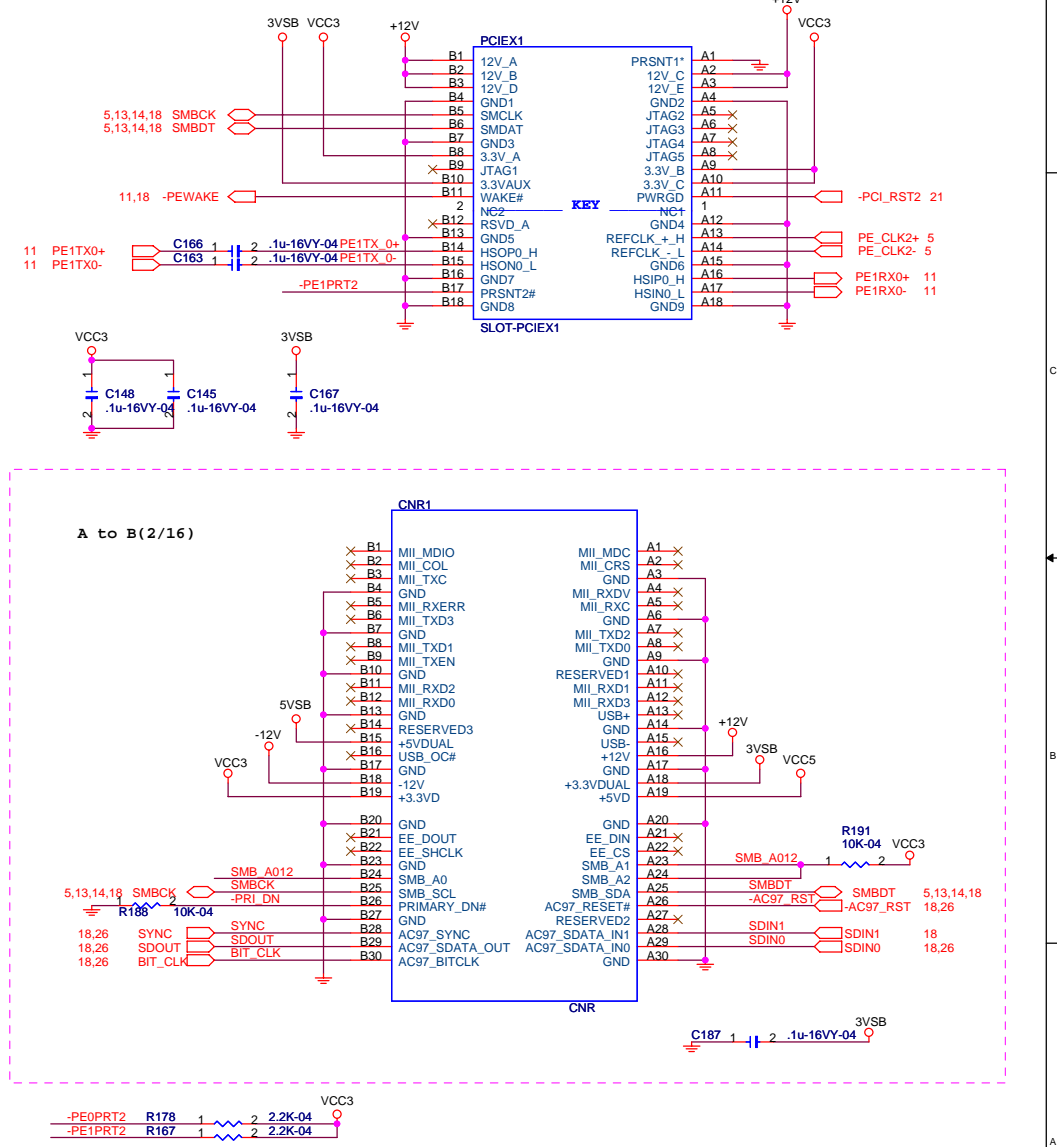 +12V
3VSB VCC3 +12V VCC3
PCIEX1
B1 12V_A PRSNT1* A1
B2 12V_B 12V_C A2
B3 12V_D 12V_E A3
B4 GND1 GND2 A4
5,13,14,18 SMBCK B5 SMCLK JTAG2 A5
5,13,14,18 SMBDT B6 SMDAT JTAG3 A6
B7 GND3 JTAG4 A7
B8 3.3V_A JTAG5 A8
B9 JTAG1 3.3V_B A9
B10 3.3VAUX 3.3V_C A10
11,18 -PEWAKE B11 WAKE# PWRGD A11 -PCI_RST2 21
2 NC2 KEY NC1 1
B12 RSVD_A GND4 A12
B13 GND5 REFCLK_+_H A13 PE_CLK2+ 5
11 PE1TX0+ C166 1 2 .1u-16VY-04 PE1TX_0+ B14 HSOP0_H REFCLK_-_L A14 PE_CLK2- 5
11 PE1TX0- C163 1 2 .1u-16VY-04 PE1TX_0- B15 HSON0_L GND6 A15
B16 GND7 HSIP0_H A16 PE1RX0+ 11
-PE1PRT2 B17 PRSNT2# HSIN0_L A17 PE1RX0- 11
B18 GND8 GND9 A18
SLOT-PCIEX1
VCC3 3VSB
1 1 1
C148 C145 C167
.1u-16VY-04 .1u-16VY-04 .1u-16VY-04
2 2 2
C
CNR1
A to B(2/16)
B1 MII_MDIO MII_MDC A1
B2 MII_COL MII_CRS A2
B3 MII_TXC GND A3
B4 GND MII_RXDV A4
B5 MII_RXERR MII_RXC A5
B6 MII_TXD3 GND A6
B7 GND MII_TXD2 A7
B8 MII_TXD1 MII_TXD0 A8
B9 MII_TXEN GND A9
B10 GND RESERVED1 A10
B11 MII_RXD2 MII_RXD1 A11
B12 MII_RXD0 MII_RXD3 A12
5VSB B13 GND USB+ A13
B14 RESERVED3 GND A14 +12V
-12V B15 +5VDUAL USB- A15
B16 USB_OC# +12V A16 3VSB
VCC3 B17 GND GND A17 VCC5
B18 -12V +3.3VDUAL A18
B19 +3.3VD +5VD A19
B20 GND GND A20
B21 EE_DOUT EE_DIN A21 R191 VCC3
B22 EE_SHCLK EE_CS A22 10K-04
SMB_A012 B23 GND SMB_A1 A23 SMB_A012 1 2
B24 SMB_A0 SMB_A2 A24
5,13,14,18 SMBCK SMBCK B25 SMB_SCL SMB_SDA A25 SMBDT SMBDT 5,13,14,18
1 2 -PRI_DN B26 PRIMARY_DN# AC97_RESET# A26 -AC97_RST -AC97_RST 18,26
R188 10K-04 B27 GND RESERVED2 A27
18,26 SYNC SYNC B28 AC97_SYNC AC97_SDATA_IN1 A28 SDIN1 SDIN1 18
18,26 SDOUT SDOUT B29 AC97_SDATA_OUT AC97_SDATA_IN0 A29 SDIN0 SDIN0 18,26
18,26 BIT_CLK BIT_CLK B30 AC97_BITCLK GND A30
B
CNR
3VSB
C187 1 2 .1u-16VY-04
VCC3
-PE0PRT2 R178 1 2 2.2K-04
-PE1PRT2 R167 1 2 2.2K-04
A